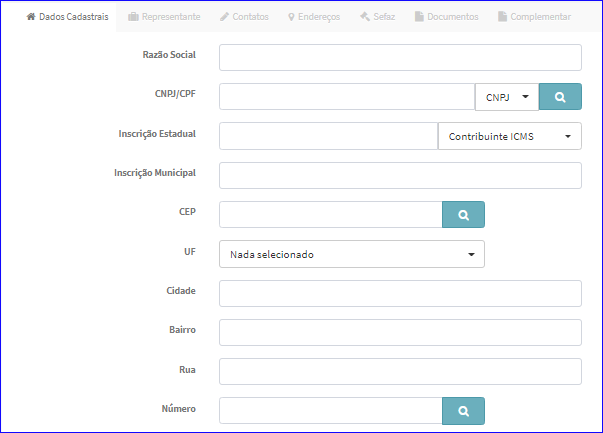 Dados Cadastrais Representante Contatos Endereços Sefaz Documentos Complementar
Razão Social
CNPJ/CPF CNPJ
Inscrição Estadual Contribuinte ICMS
Inscrição Municipal
CEP
UF Nada selecionado
Cidade
Bairro
Rua
Número